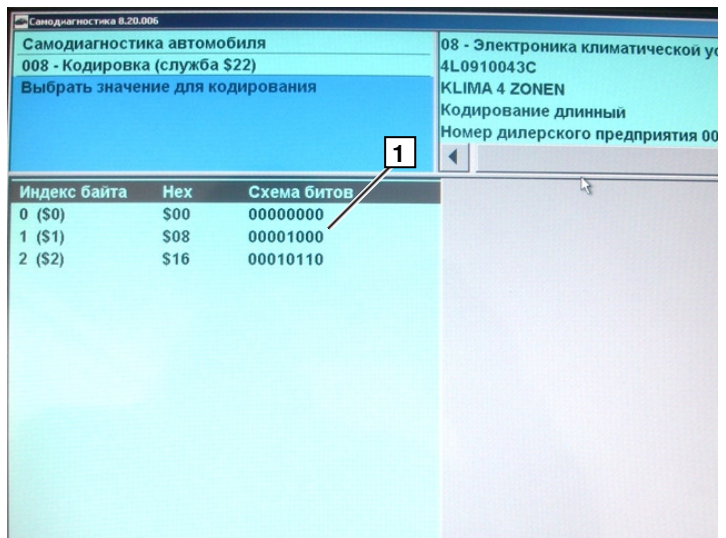 Самодиагностика 8.20.006
Самодиагностика автомобиля
008 - Кодировка (служба $22)
Выбрать значение для кодирования
08 - Электроника климатической ус
4L0910043C
KLIMA 4 ZONEN
Кодирование длинный
Номер дилерского предприятия 00
1
Индекс байта Hex Схема битов
0 ($0) $00 00000000
1 ($1) $08 00001000
2 ($2) $16 00010110